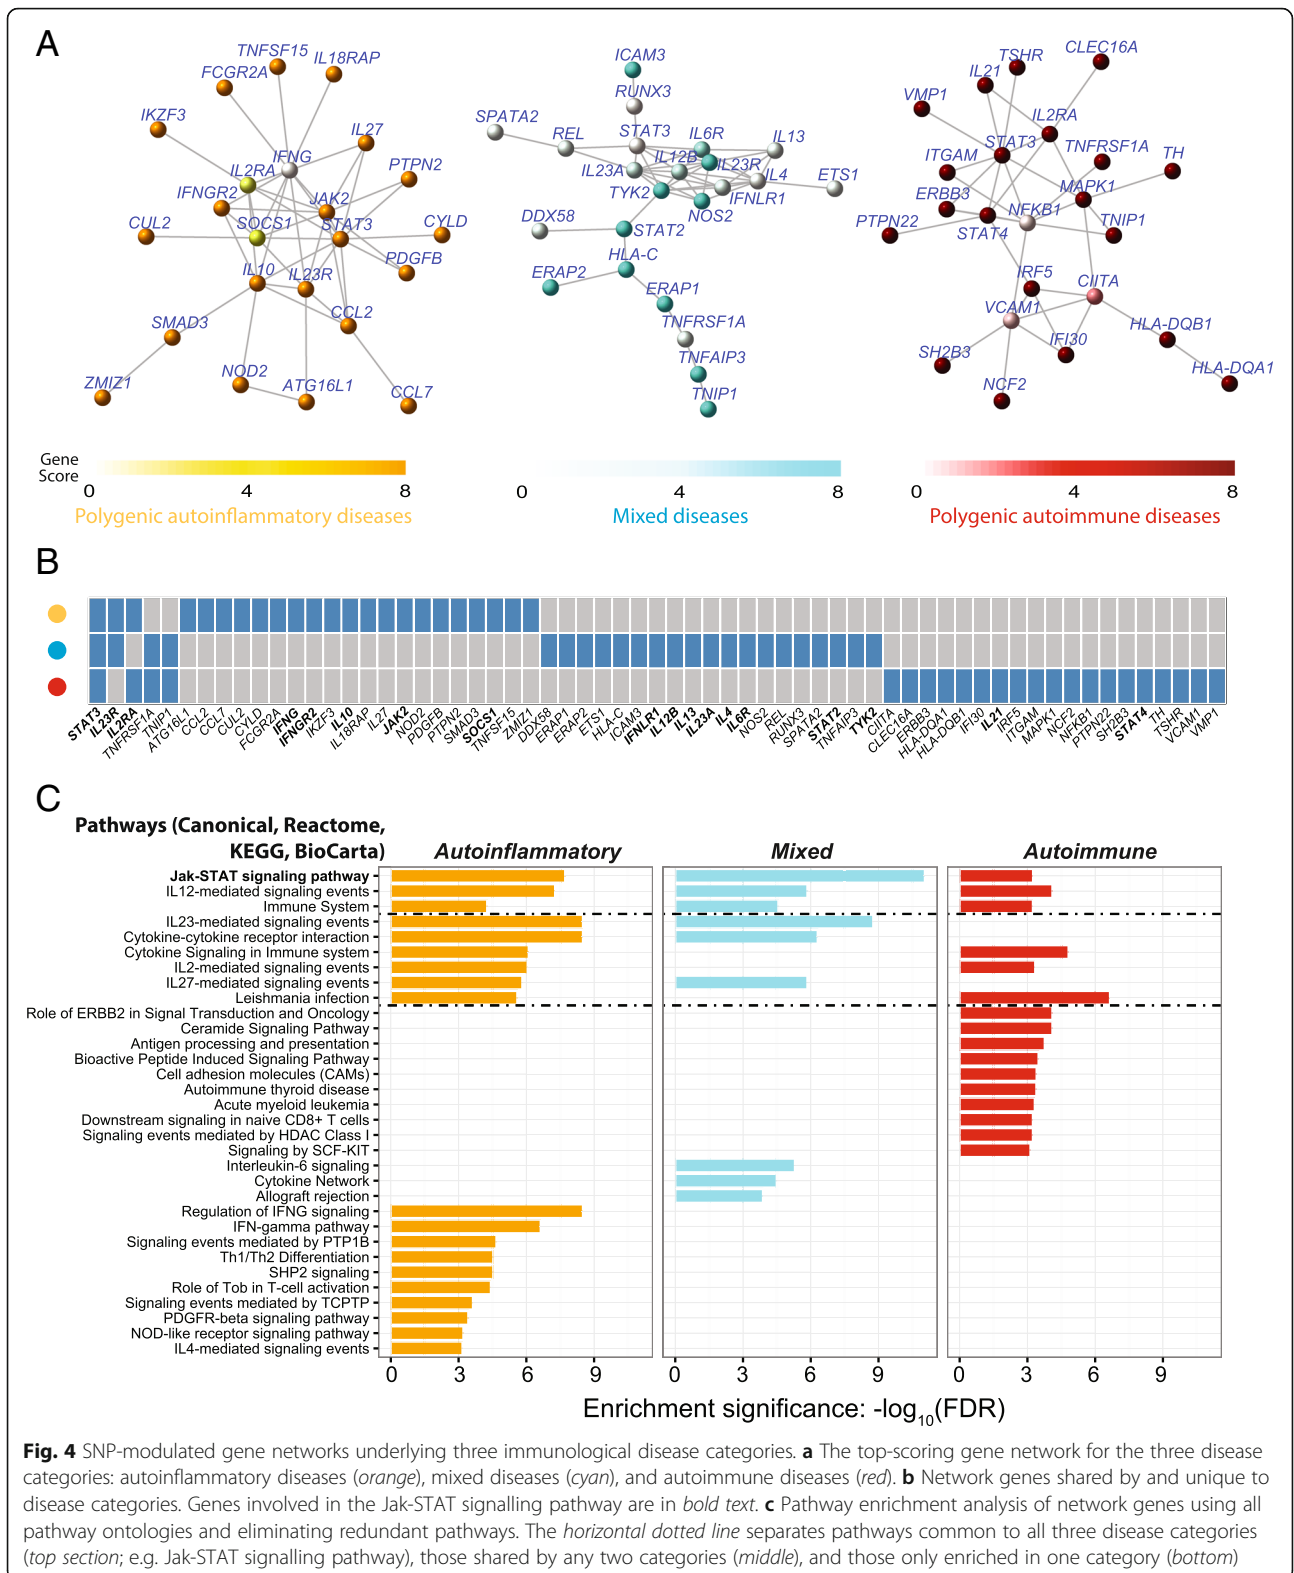 A
TNFSF15
IL18RAP
FCGR2A
IKZF3
IL27
IFNG
IL2RA
PTPN2
IFNGR2
JAK2
CUL2
SOCS1
STAT3
CYLD
PDGFB
IL10
IL23R
CCL2
SMAD3
NOD2
ATG16L1
ZMIZ1
CCL7
ICAM3
RUNX3
SPATA2
REL
STAT3
IL6R
IL13
IL12B
IL23A
IL23R
IL4
ETS1
TYK2
IFNLR1
NOS2
DDX58
STAT2
HLA-C
ERAP2
ERAP1
TNFRSF1A
TNFAIP3
TNIP1
TSHR
CLEC16A
IL21
VMP1
IL2RA
STAT3
TNFRSF1A
ITGAM
TH
MAPK1
ERBB3
NFKB1
PTPN22
TNIP1
STAT4
IRF5
CIITA
VCAM1
HLA-DQB1
IFI30
SH2B3
HLA-DQA1
NCF2
Gene
Score
0 4 8
Polygenic autoinflammatory diseases
0 4 8
Mixed diseases
0 4 8
Polygenic autoimmune diseases
B
STAT3
IL23R
IL2RA
TNFRSF1A
TNIP1
ATG16L1
CCL2
CCL7
CUL2
CYLD
FCGR2A
IFNG
IFNGR2
IKZF3
IL10
IL18RAP
IL27
JAK2
NOD2
PDGFB
PTPN2
SMAD3
SOCS1
TNFSF15
ZMIZ1
DDX58
ERAP1
ERAP2
ETS1
HLA-C
ICAM3
IFNLR1
IL12B
IL13
IL23A
IL4
IL6R
NOS2
REL
RUNX3
SPATA2
STAT2
TNFAIP3
TYK2
CIITA
CLEC16A
ERBB3
HLA-DQA1
HLA-DQB1
IFI30
IL21
IRF5
ITGAM
MAPK1
NCF2
NFKB1
PTPN22
SH2B3
STAT4
TH
TSHR
VCAM1
VMP1
C
Pathways (Canonical, Reactome,
KEGG, BioCarta)
Autoinflammatory
Mixed
Autoimmune
Jak-STAT signaling pathway
IL12-mediated signaling events
Immune System
IL23-mediated signaling events
Cytokine-cytokine receptor interaction
Cytokine Signaling in Immune system
IL2-mediated signaling events
IL27-mediated signaling events
Leishmania infection
Role of ERBB2 in Signal Transduction and Oncology
Ceramide Signaling Pathway
Antigen processing and presentation
Bioactive Peptide Induced Signaling Pathway
Cell adhesion molecules (CAMs)
Autoimmune thyroid disease
Acute myeloid leukemia
Downstream signaling in naive CD8+ T cells
Signaling events mediated by HDAC Class I
Signaling by SCF-KIT
Interleukin-6 signaling
Cytokine Network
Allograft rejection
Regulation of IFNG signaling
IFN-gamma pathway
Signaling events mediated by PTP1B
Th1/Th2 Differentiation
SHP2 signaling
Role of Tob in T-cell activation
Signaling events mediated by TCPTP
PDGFR-beta signaling pathway
NOD-like receptor signaling pathway
IL4-mediated signaling events
0 3 6 9
0 3 6 9
0 3 6 9
Enrichment significance: -log10(FDR)
Fig. 4 SNP-modulated gene networks underlying three immunological disease categories. a The top-scoring gene network for the three disease
categories: autoinflammatory diseases (orange), mixed diseases (cyan), and autoimmune diseases (red). b Network genes shared by and unique to
disease categories. Genes involved in the Jak-STAT signalling pathway are in bold text. c Pathway enrichment analysis of network genes using all
pathway ontologies and eliminating redundant pathways. The horizontal dotted line separates pathways common to all three disease categories
(top section; e.g. Jak-STAT signalling pathway), those shared by any two categories (middle), and those only enriched in one category (bottom)